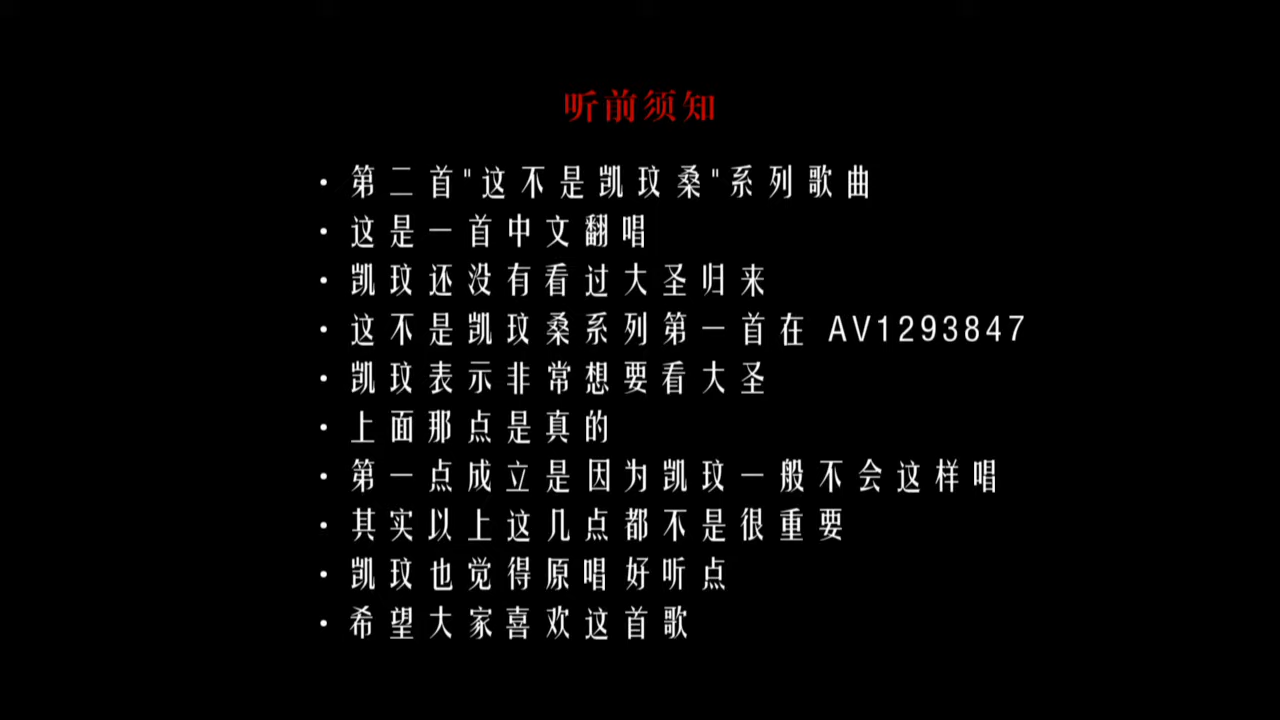 听前须知
· 第二首"这不是凯玟桑"系列歌曲
· 这是一首中文翻唱
· 凯玟还没有看过大圣归来
· 这不是凯玟桑系列第一首在 AV1293847
· 凯玟表示非常想要看大圣
· 上面那点是真的
· 第一点成立是因为凯玟一般不会这样唱
· 其实以上这几点都不是很重要
· 凯玟也觉得原唱好听点
· 希望大家喜欢这首歌